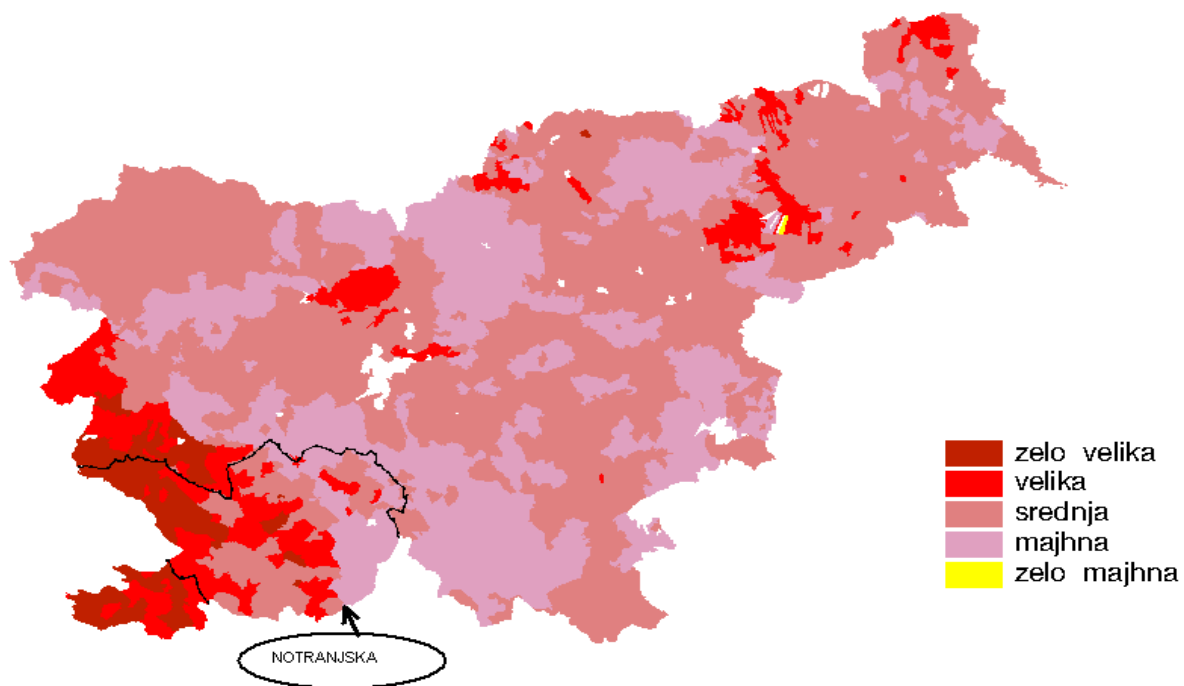 zelo velika
velika
srednja
majhna
zelo majhna
NOTRANJSKA